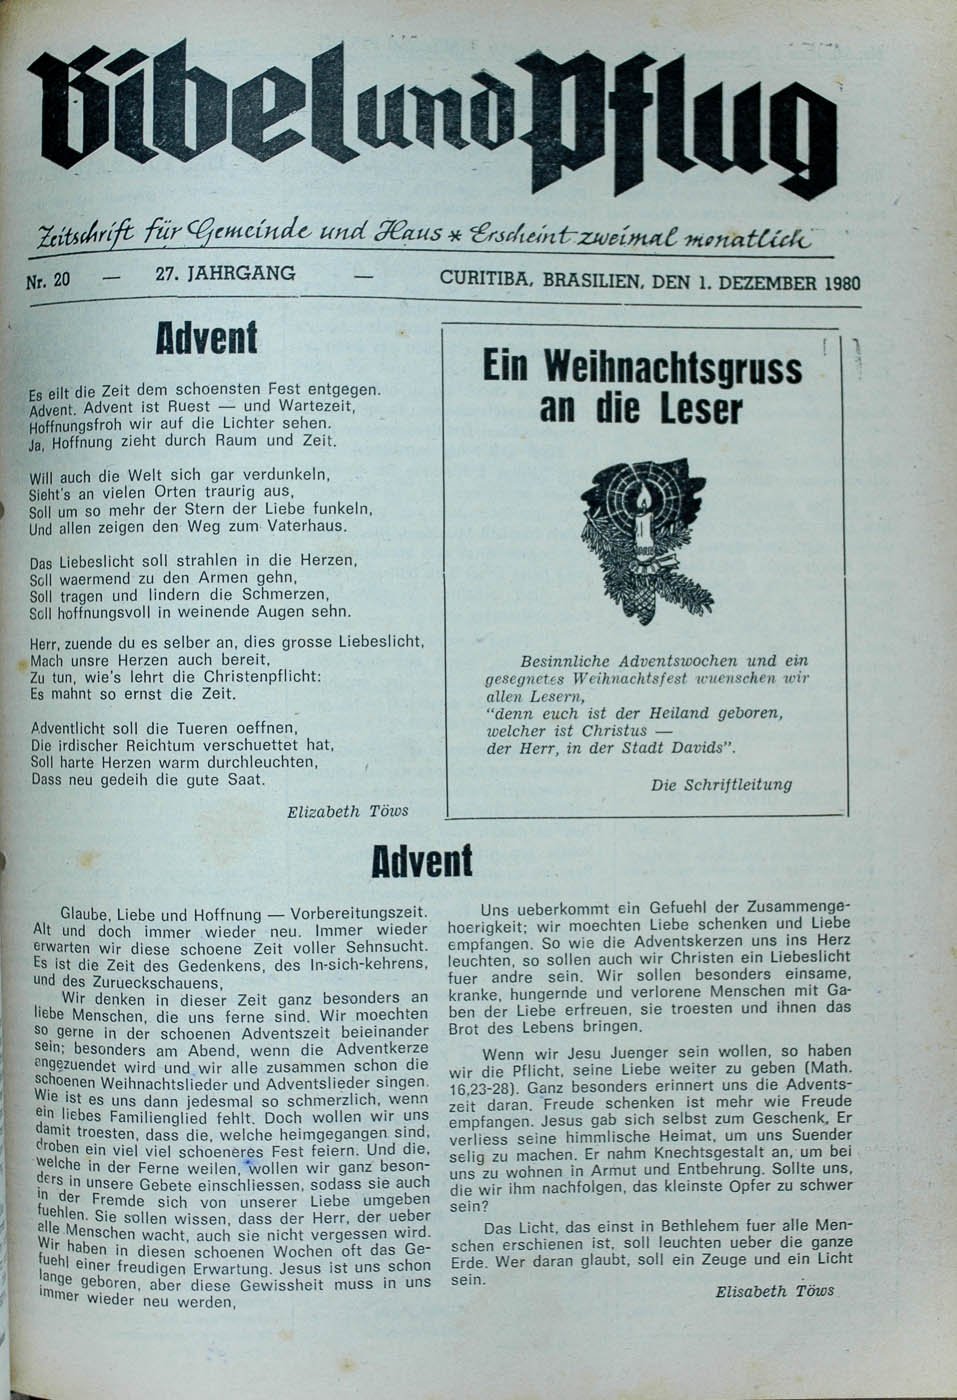 Bibel und Pflug
Zeitschrift für Gemeinde und Haus * Erscheint zweimal monatlich
Nr. 20 — 27. JAHRGANG — CURITIBA, BRASILIEN, DEN 1. DEZEMBER 1980
Advent
Es eilt die Zeit dem schoensten Fest entgegen.
Advent. Advent ist Ruest — und Wartezeit,
Hoffnungsfroh wir auf die Lichter sehen.
Ja, Hoffnung zieht durch Raum und Zeit.
Will auch die Welt sich gar verdunkeln,
Sieht's an vielen Orten traurig aus,
Soll um so mehr der Stern der Liebe funkeln,
Und allen zeigen den Weg zum Vaterhaus.
Das Liebeslicht soll strahlen in die Herzen,
Soll waermend zu den Armen gehn,
Soll tragen und lindern die Schmerzen,
Soll hoffnungsvoll in weinende Augen sehn.
Herr, zuende du es selber an, dies grosse Liebeslicht,
Mach unsre Herzen auch bereit,
Zu tun, wie's lehrt die Christenpflicht:
Es mahnt so ernst die Zeit.
Adventlicht soll die Tueren oeffnen,
Die irdischer Reichtum verschuettet hat,
Soll harte Herzen warm durchleuchten,
Dass neu gedeih die gute Saat.
Elizabeth Töws
Ein Weihnachtsgruss
an die Leser
Besinnliche Adventswochen und ein
gesegnetes Weihnachtsfest wuenschen wir
allen Lesern,
“denn euch ist der Heiland geboren,
welcher ist Christus —
der Herr, in der Stadt Davids”.
Die Schriftleitung
Advent
Glaube, Liebe und Hoffnung — Vorbereitungszeit.
Alt und doch immer wieder neu. Immer wieder
erwarten wir diese schoene Zeit voller Sehnsucht.
Es ist die Zeit des Gedenkens, des In-sich-kehrens,
und des Zurueckschauens,
Wir denken in dieser Zeit ganz besonders an
liebe Menschen, die uns ferne sind. Wir moechten
so gerne in der schoenen Adventszeit beieinander
sein; besonders am Abend, wenn die Adventkerze
angezuendet wird und wir alle zusammen schon die
schoenen Weihnachtslieder und Adventslieder singen.
Wie ist es uns dann jedesmal so schmerzlich, wenn
ein liebes Familienglied fehlt. Doch wollen wir uns
damit troesten, dass die, welche heimgegangen sind,
droben ein viel viel schoeneres Fest feiern. Und die,
welche in der Ferne weilen, wollen wir ganz beson-
ders in unsere Gebete einschliessen, sodass sie auch
in der Fremde sich von unserer Liebe umgeben
fuehlen. Sie sollen wissen, dass der Herr, der ueber
alle Menschen wacht, auch sie nicht vergessen wird.
Wir haben in diesen schoenen Wochen oft das Ge-
fuehl einer freudigen Erwartung. Jesus ist uns schon
lange geboren, aber diese Gewissheit muss in uns
immer wieder neu werden,
Uns ueberkommt ein Gefuehl der Zusammenge-
hoerigkeit; wir moechten Liebe schenken und Liebe
empfangen. So wie die Adventskerzen uns ins Herz
leuchten, so sollen auch wir Christen ein Liebeslicht
fuer andre sein. Wir sollen besonders einsame,
kranke, hungernde und verlorene Menschen mit Ga-
ben der Liebe erfreuen, sie troesten und ihnen das
Brot des Lebens bringen.
Wenn wir Jesu Juenger sein wollen, so haben
wir die Pflicht, seine Liebe weiter zu geben (Math.
16,23-28). Ganz besonders erinnert uns die Advents-
zeit daran. Freude schenken ist mehr wie Freude
empfangen. Jesus gab sich selbst zum Geschenk. Er
verliess seine himmlische Heimat, um uns Suender
selig zu machen. Er nahm Knechtsgestalt an, um bei
uns zu wohnen in Armut und Entbehrung. Sollte uns,
die wir ihm nachfolgen, das kleinste Opfer zu schwer
sein?
Das Licht, das einst in Bethlehem fuer alle Men-
schen erschienen ist, soll leuchten ueber die ganze
Erde. Wer daran glaubt, soll ein Zeuge und ein Licht
sein.
Elisabeth Töws